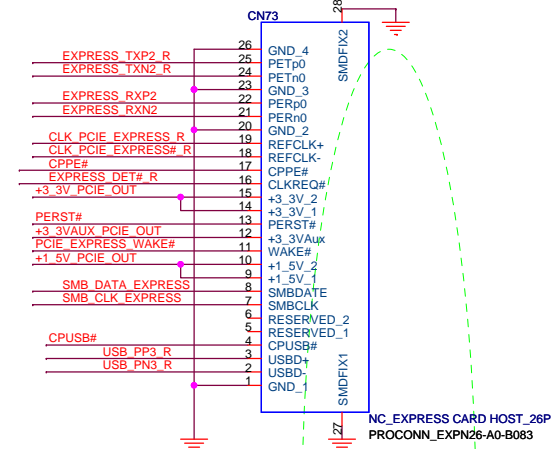 CN73
28
SMDFIX2
26 GND_4
EXPRESS_TXP2_R 25 PETp0
EXPRESS_TXN2_R 24 PETn0
23 GND_3
EXPRESS_RXP2 22 PERp0
EXPRESS_RXN2 21 PERn0
20 GND_2
CLK_PCIE_EXPRESS_R 19 REFCLK+
CLK_PCIE_EXPRESS#_R 18 REFCLK-
CPPE# 17 CPPE#
EXPRESS_DET#_R 16 CLKREQ#
+3_3V_PCIE_OUT 15 +3_3V_2
14 +3_3V_1
PERST# 13 PERST#
+3_3VAUX_PCIE_OUT 12 +3_3VAux
PCIE_EXPRESS_WAKE# 11 WAKE#
+1_5V_PCIE_OUT 10 +1_5V_2
9 +1_5V_1
SMB_DATA_EXPRESS 8 SMBDATE
SMB_CLK_EXPRESS 7 SMBCLK
6 RESERVED_2
5 RESERVED_1
CPUSB# 4 CPUSB#
USB_PP3_R 3 USBD+
USB_PN3_R 2 USBD-
1 GND_1
SMDFIX1
27
NC_EXPRESS CARD HOST_26P
PROCONN_EXPN26-A0-B083